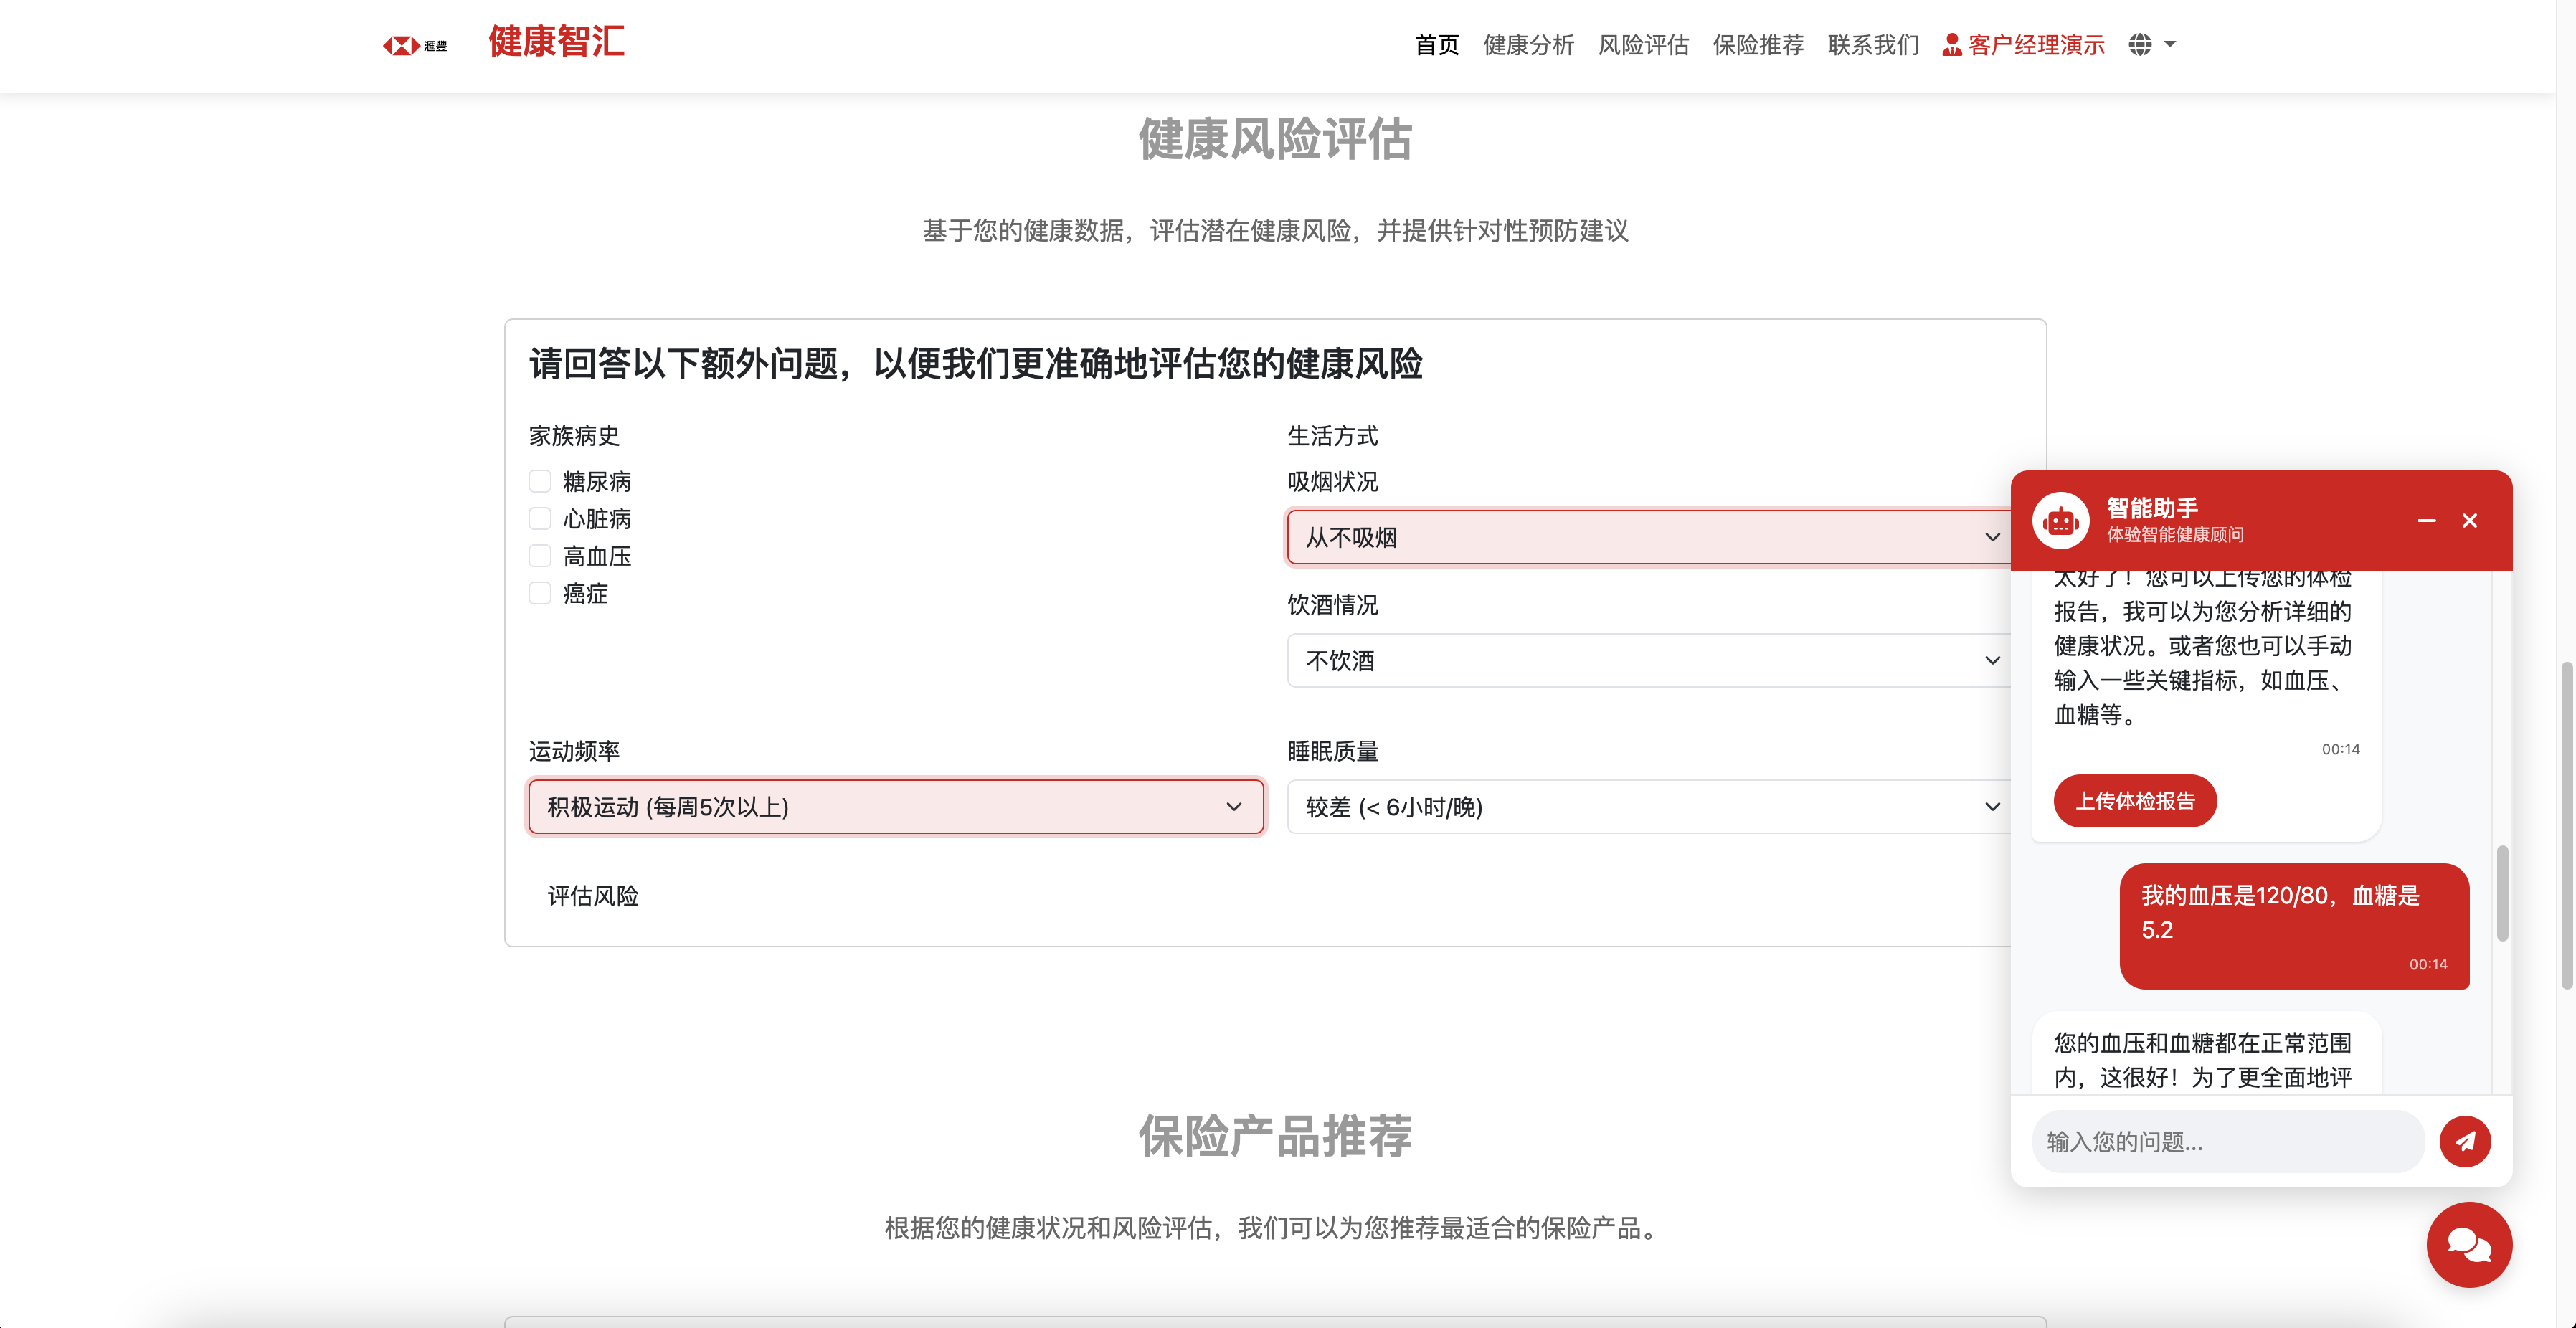 滙豐
健康智汇
首页 健康分析 风险评估 保险推荐 联系我们 客户经理演示
健康风险评估
基于您的健康数据，评估潜在健康风险，并提供针对性预防建议
请回答以下额外问题，以便我们更准确地评估您的健康风险
家族病史
糖尿病
心脏病
高血压
癌症
生活方式
吸烟状况
从不吸烟
饮酒情况
不饮酒
运动频率
积极运动 (每周5次以上)
睡眠质量
较差 (< 6小时/晚)
评估风险
保险产品推荐
根据您的健康状况和风险评估，我们可以为您推荐最适合的保险产品。
智能助手
体验智能健康顾问
太好了！您可以上传您的体检
报告，我可以为您分析详细的
健康状况。或者您也可以手动
输入一些关键指标，如血压、
血糖等。
00:14
上传体检报告
我的血压是120/80，血糖是
5.2
00:14
您的血压和血糖都在正常范围
内，这很好！为了更全面地评
输入您的问题...